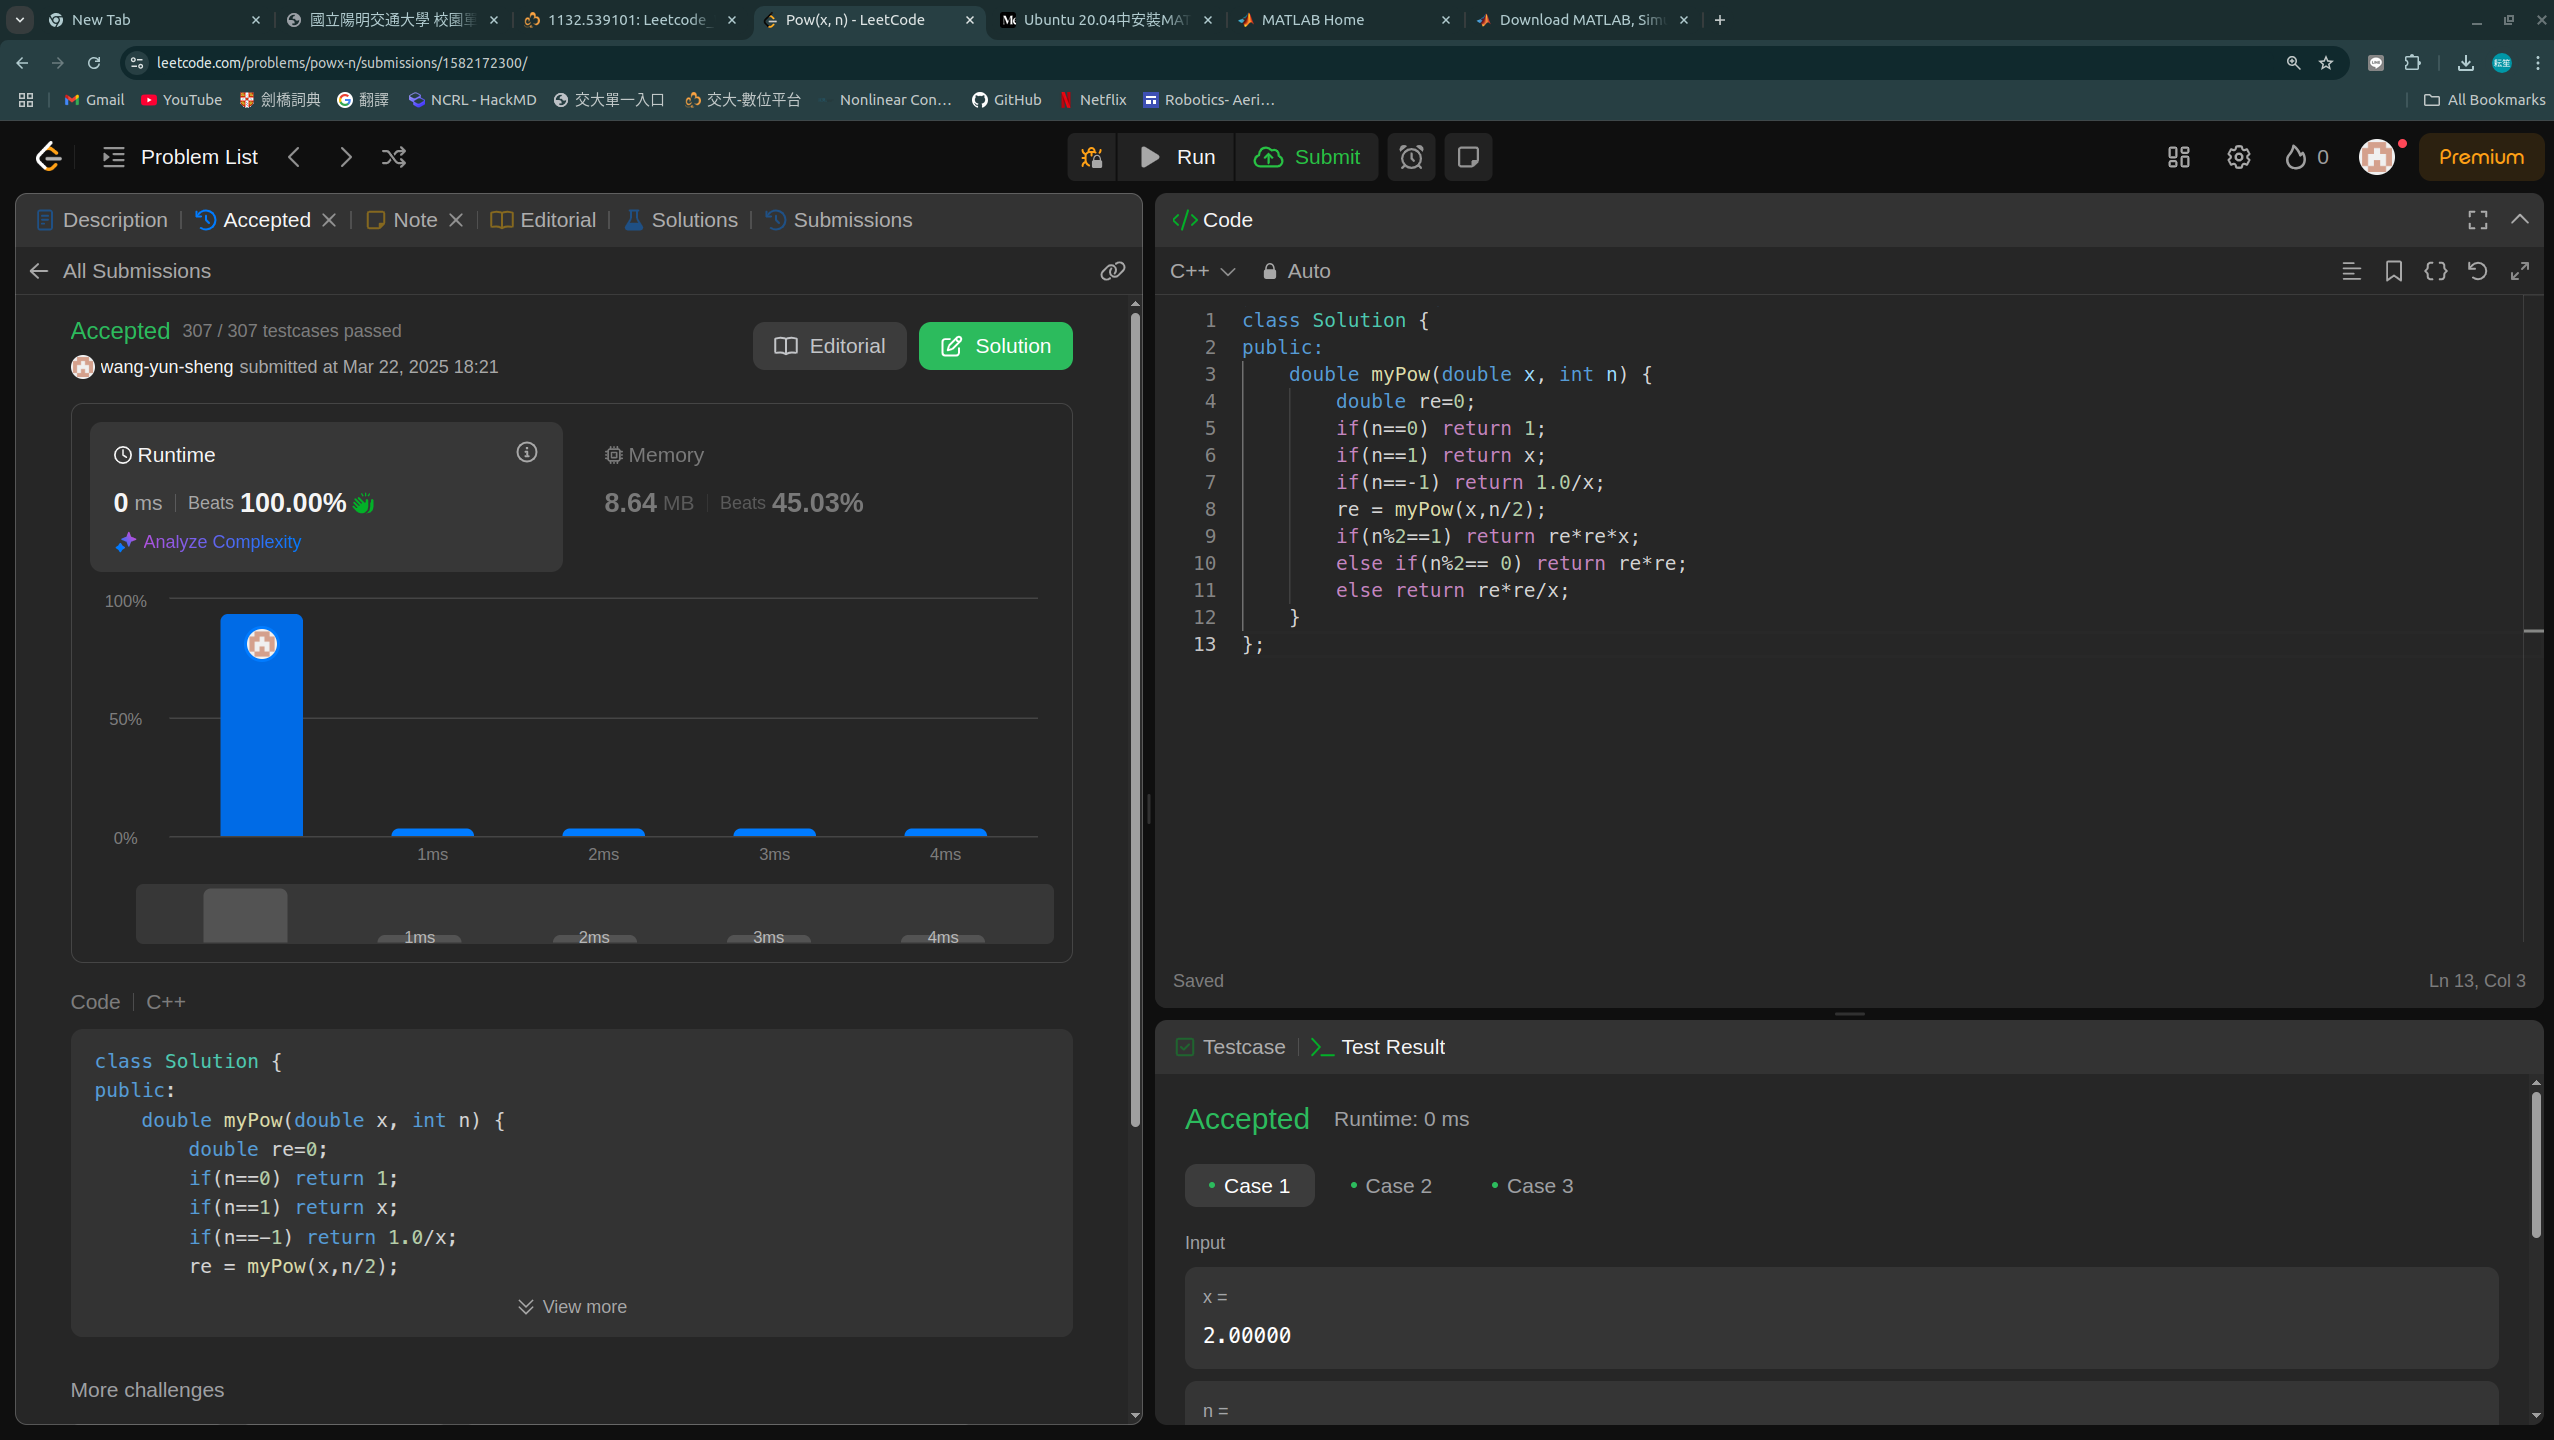 New Tab
國立陽明交通大學 校園單
1132.539101: Leetcode_
Pow(x, n) - LeetCode
Ubuntu 20.04中安裝MAT
MATLAB Home
Download MATLAB, Sim
leetcode.com/problems/powx-n/submissions/1582172300/
Gmail
YouTube
劍橋詞典
翻譯
NCRL - HackMD
交大單一入口
交大-數位平台
Nonlinear Con...
GitHub
Netflix
Robotics- Aeri...
All Bookmarks
Problem List
Run
Submit
0
Premium
Description
Accepted
Note
Editorial
Solutions
Submissions
All Submissions
Accepted 307 / 307 testcases passed
wang-yun-sheng submitted at Mar 22, 2025 18:21
Editorial
Solution
Runtime
0 ms Beats 100.00%
Analyze Complexity
Memory
8.64 MB Beats 45.03%
100%
50%
0%
1ms 2ms 3ms 4ms
1ms 2ms 3ms 4ms
Code C++
class Solution {
public:
    double myPow(double x, int n) {
        double re=0;
        if(n==0) return 1;
        if(n==1) return x;
        if(n==-1) return 1.0/x;
        re = myPow(x,n/2);
View more
More challenges
</> Code
C++ Auto
1 class Solution {
2 public:
3     double myPow(double x, int n) {
4         double re=0;
5         if(n==0) return 1;
6         if(n==1) return x;
7         if(n==-1) return 1.0/x;
8         re = myPow(x,n/2);
9         if(n%2==1) return re*re*x;
10         else if(n%2== 0) return re*re;
11         else return re*re/x;
12     }
13 };
Saved
Ln 13, Col 3
Testcase
Test Result
Accepted Runtime: 0 ms
Case 1
Case 2
Case 3
Input
x =
2.00000
n =